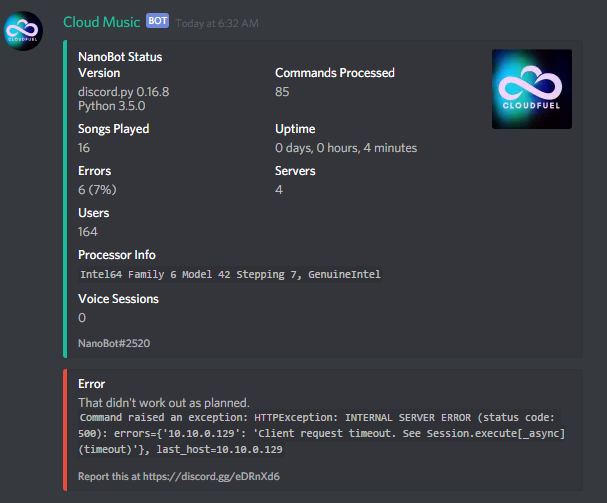 CLOUDFUEL
Cloud Music BOT Today at 6:32 AM
NanoBot Status
Version
discord.py 0.16.8
Python 3.5.0
Commands Processed
85
CLOUDFUEL
Songs Played
16
Uptime
0 days, 0 hours, 4 minutes
Errors
6 (7%)
Servers
4
Users
164
Processor Info
Intel64 Family 6 Model 42 Stepping 7, GenuineIntel
Voice Sessions
0
NanoBot#2520
Error
That didn't work out as planned.
Command raised an exception: HTTPException: INTERNAL SERVER ERROR (status code:
500): errors={'10.10.0.129': 'Client request timeout. See Session.execute[_async]
(timeout)'}, last_host=10.10.0.129
Report this at https://discord.gg/eDRnXd6